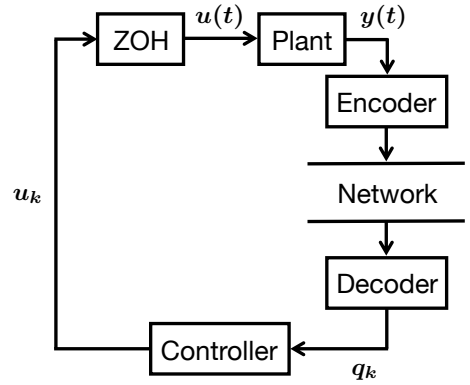 u(t) y(t)
ZOH Plant
Encoder
u_k Network
Decoder
Controller
q_k